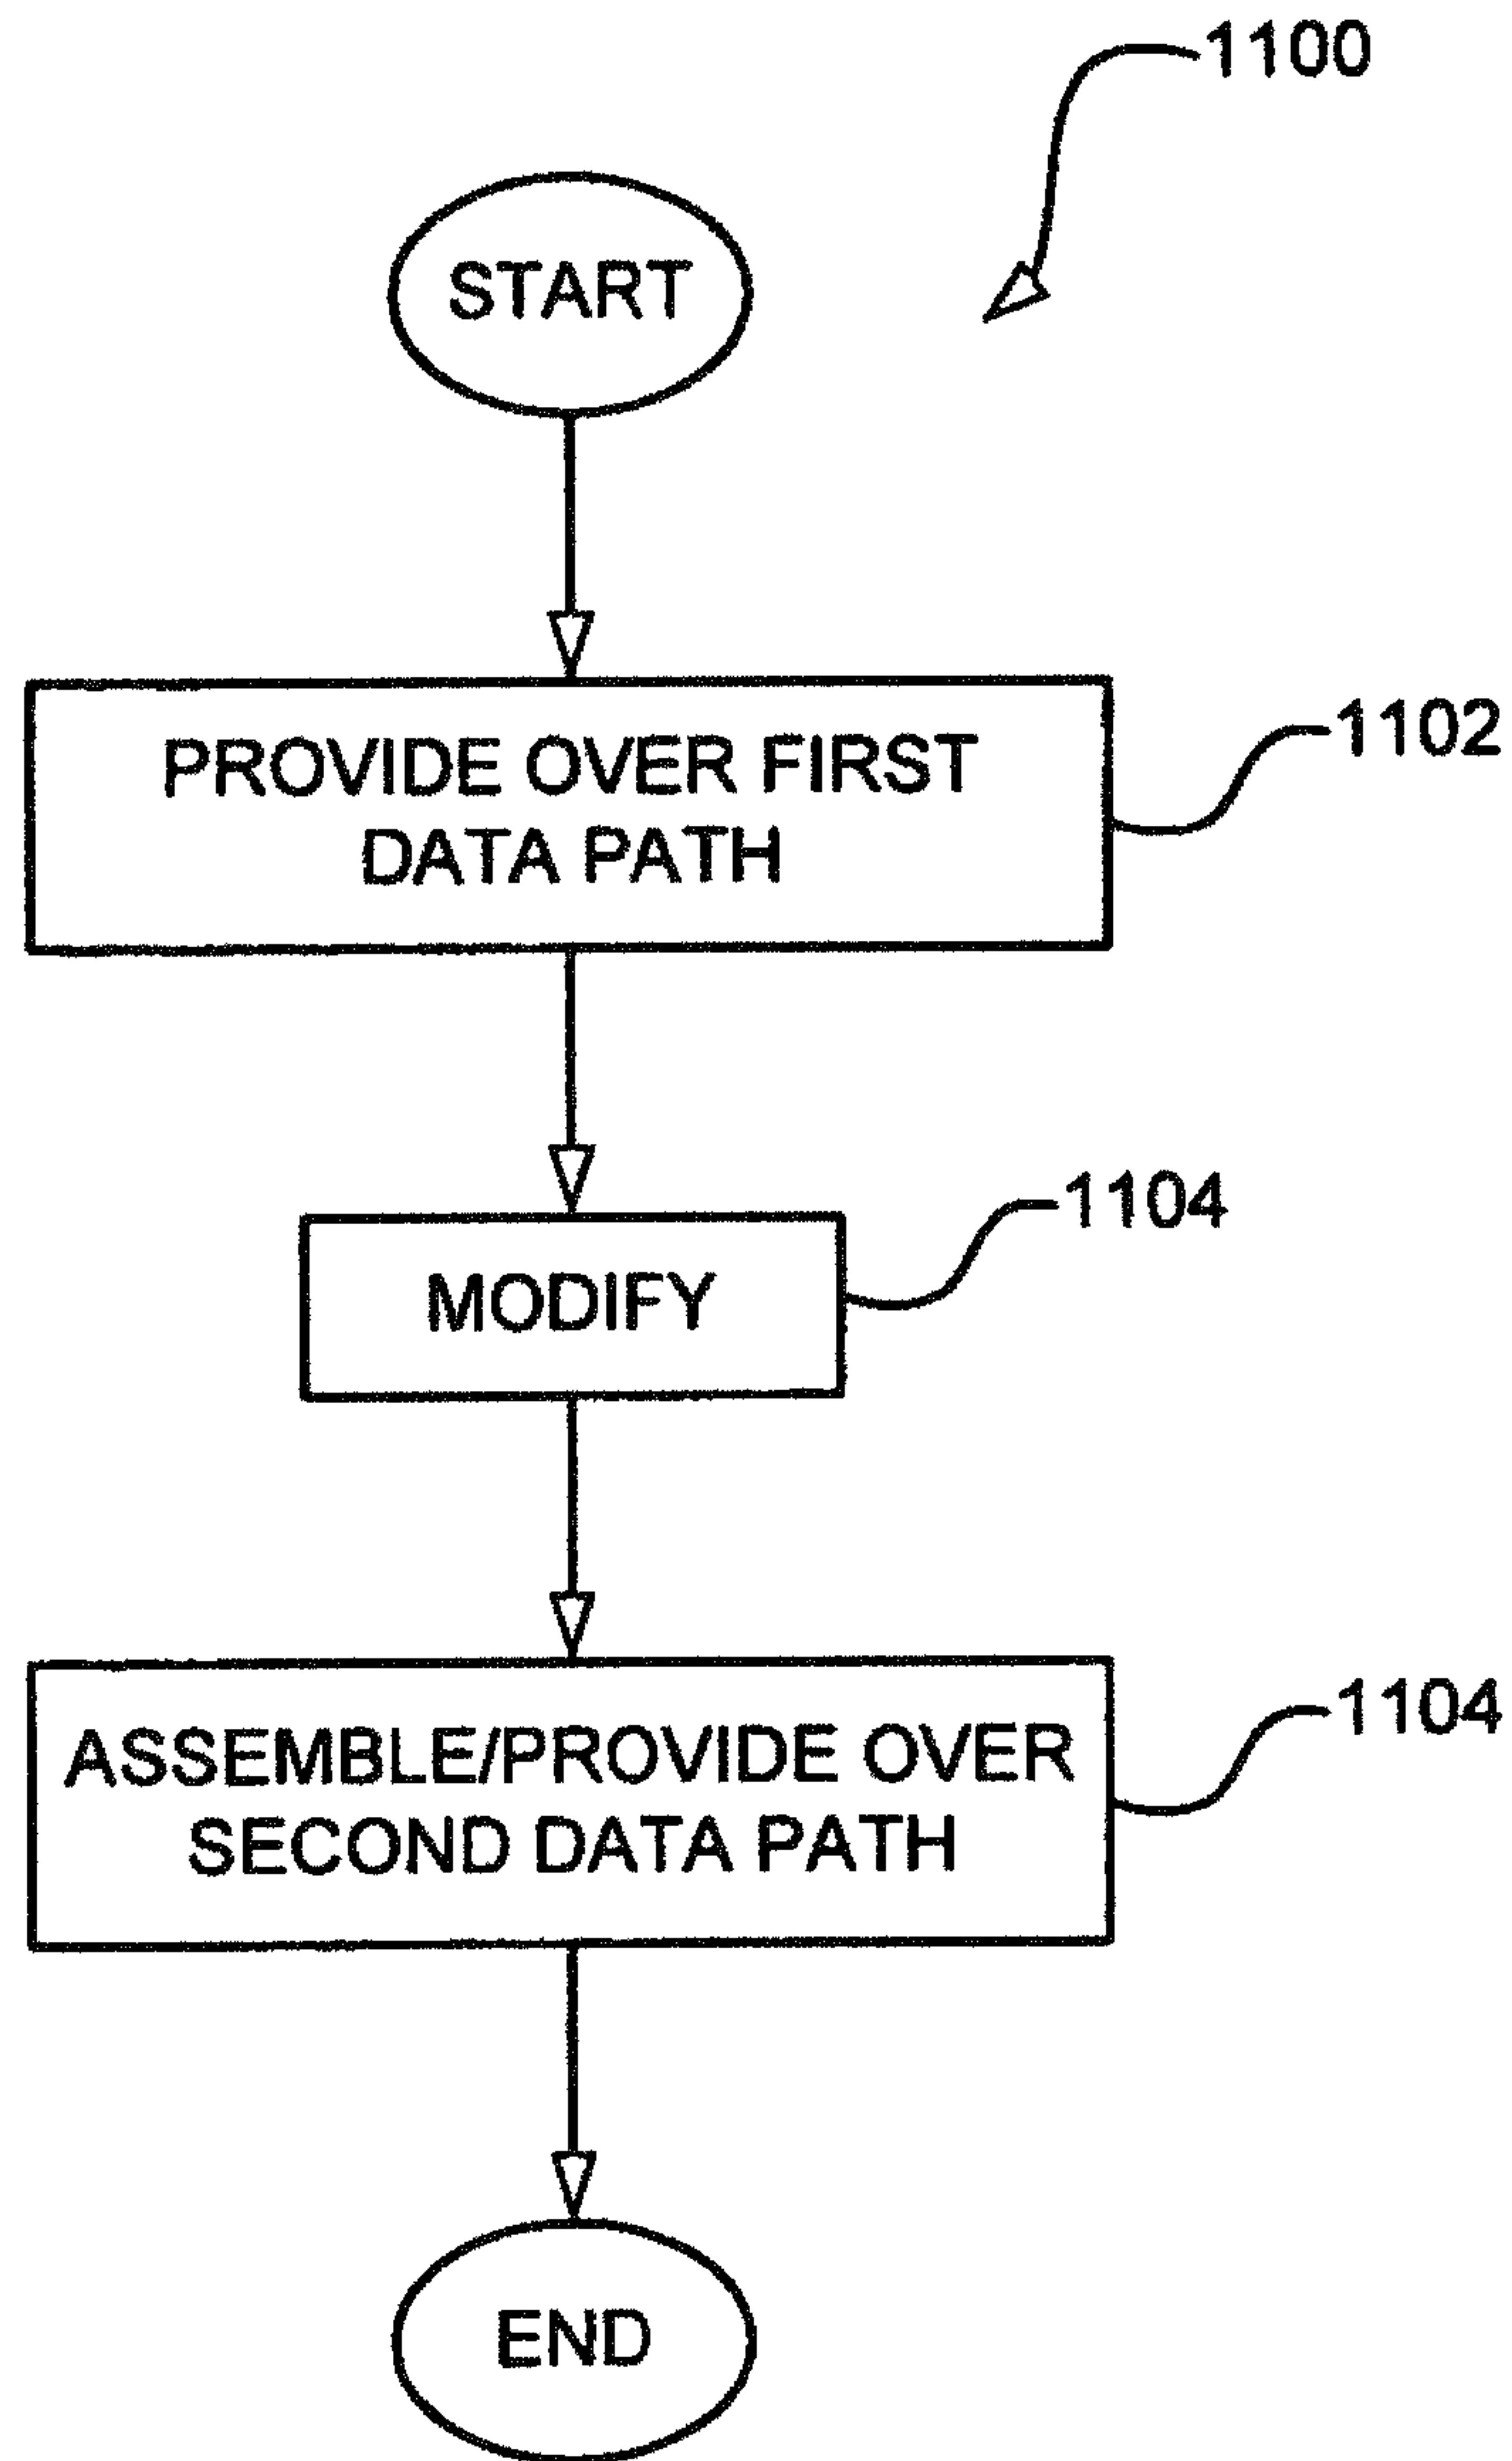 1100
START
PROVIDE OVER FIRST
DATA PATH
1102
MODIFY
1104
ASSEMBLE/PROVIDE OVER
SECOND DATA PATH
1104
END